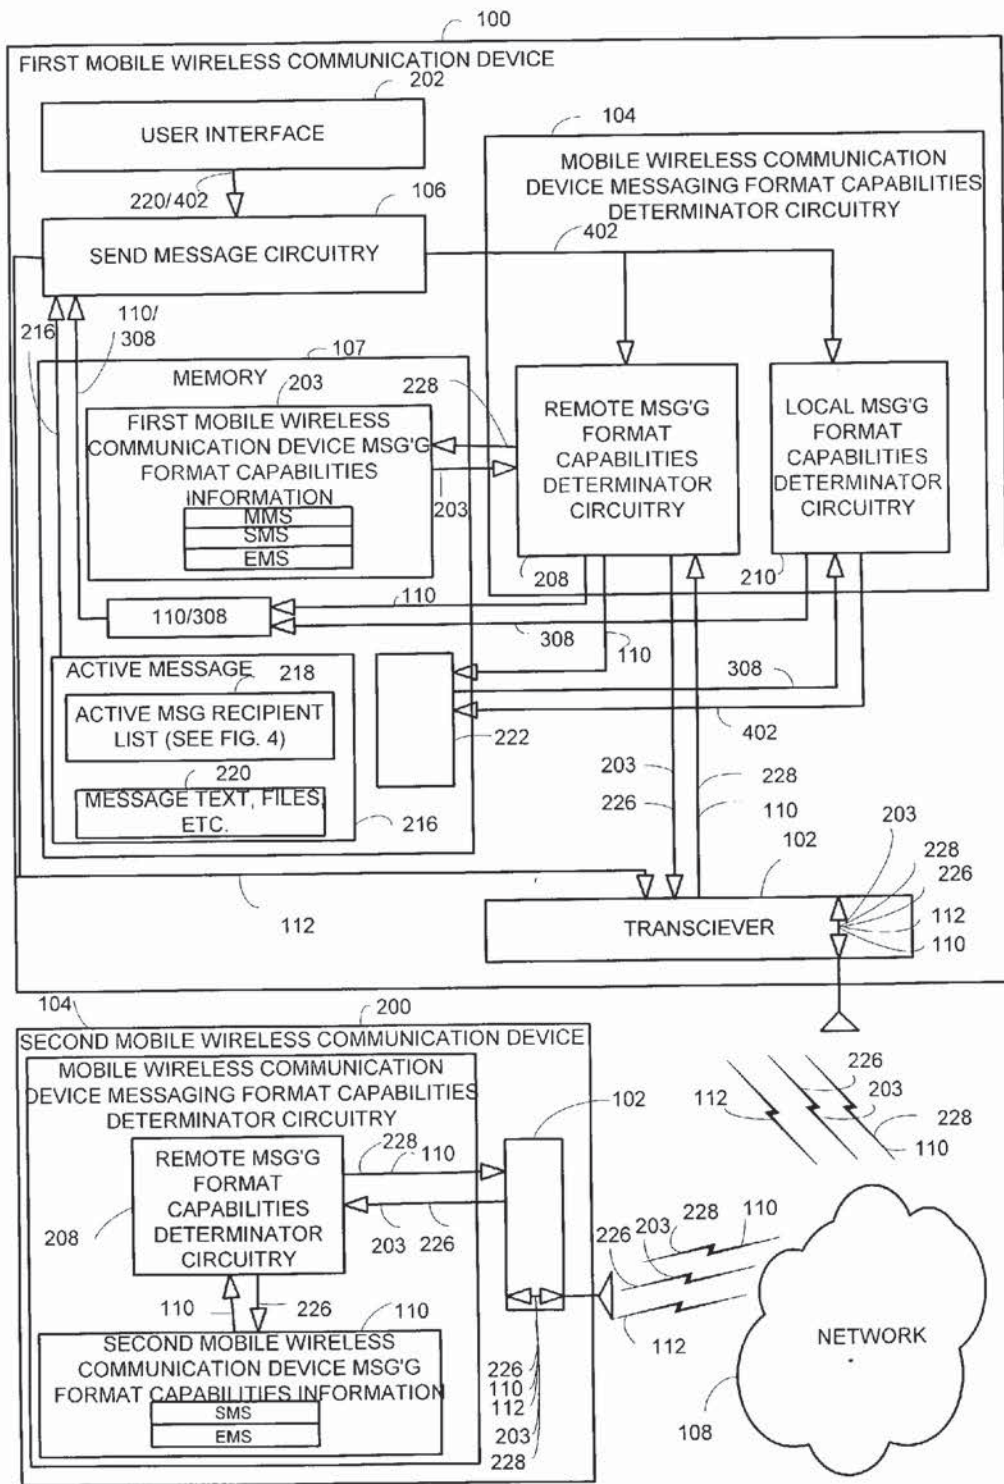 100
FIRST MOBILE WIRELESS COMMUNICATION DEVICE
202
USER INTERFACE
220/402
106
SEND MESSAGE CIRCUITRY
402
104
MOBILE WIRELESS COMMUNICATION
DEVICE MESSAGING FORMAT CAPABILITIES
DETERMINATOR CIRCUITRY
216
110/
308
107
MEMORY
203
FIRST MOBILE WIRELESS
COMMUNICATION DEVICE MSG'G
FORMAT CAPABILITIES
INFORMATION
MMS
SMS
EMS
228
203
REMOTE MSG'G
FORMAT
CAPABILITIES
DETERMINATOR
CIRCUITRY
208
LOCAL MSG'G
FORMAT
CAPABILITIES
DETERMINATOR
CIRCUITRY
210
110/308
110
308
110
308
402
222
ACTIVE MESSAGE
218
ACTIVE MSG RECIPIENT
LIST (SEE FIG. 4)
220
MESSAGE TEXT, FILES,
ETC.
216
203
226
228
110
102
112
TRANSCIEVER
203
228
226
112
110
104
200
SECOND MOBILE WIRELESS COMMUNICATION DEVICE
MOBILE WIRELESS COMMUNICATION
DEVICE MESSAGING FORMAT CAPABILITIES
DETERMINATOR CIRCUITRY
REMOTE MSG'G
FORMAT
CAPABILITIES
DETERMINATOR
CIRCUITRY
208
228
110
203
226
102
110
226
110
SECOND MOBILE WIRELESS
COMMUNICATION DEVICE MSG'G
FORMAT CAPABILITIES INFORMATION
SMS
EMS
226
110
112
203
228
112
226
203
228
110
226
203
228
110
112
NETWORK
108